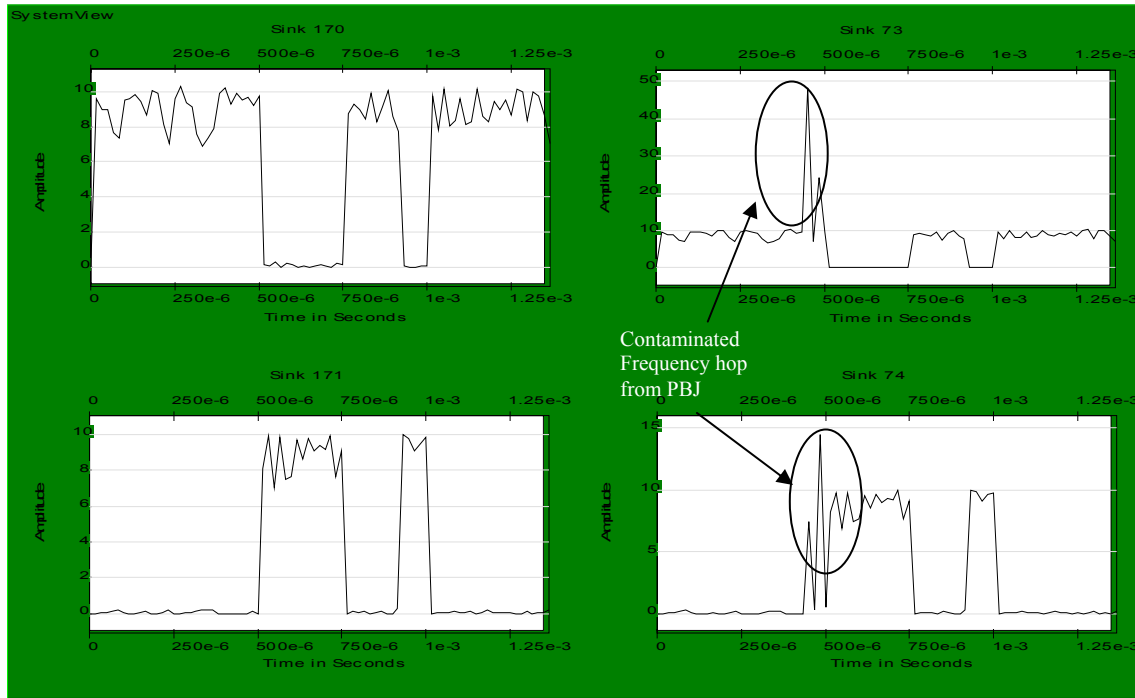 SystemView
Sink 170
0 250e-6 500e-6 750e-6 1e-3 1.25e-3
10
8
6
4
2
0
Amplitude
0 250e-6 500e-6 750e-6 1e-3 1.25e-3
Time in Seconds
Sink 73
0 250e-6 500e-6 750e-6 1e-3 1.25e-3
50
40
30
20
10
0
Amplitude
0 250e-6 500e-6 750e-6 1e-3 1.25e-3
Time in Seconds
Contaminated
Frequency hop
from PBJ
Sink 171
0 250e-6 500e-6 750e-6 1e-3 1.25e-3
10
8
6
4
2
0
Amplitude
0 250e-6 500e-6 750e-6 1e-3 1.25e-3
Time in Seconds
Sink 74
0 250e-6 500e-6 750e-6 1e-3 1.25e-3
15
10
5
0
Amplitude
0 250e-6 500e-6 750e-6 1e-3 1.25e-3
Time in Seconds